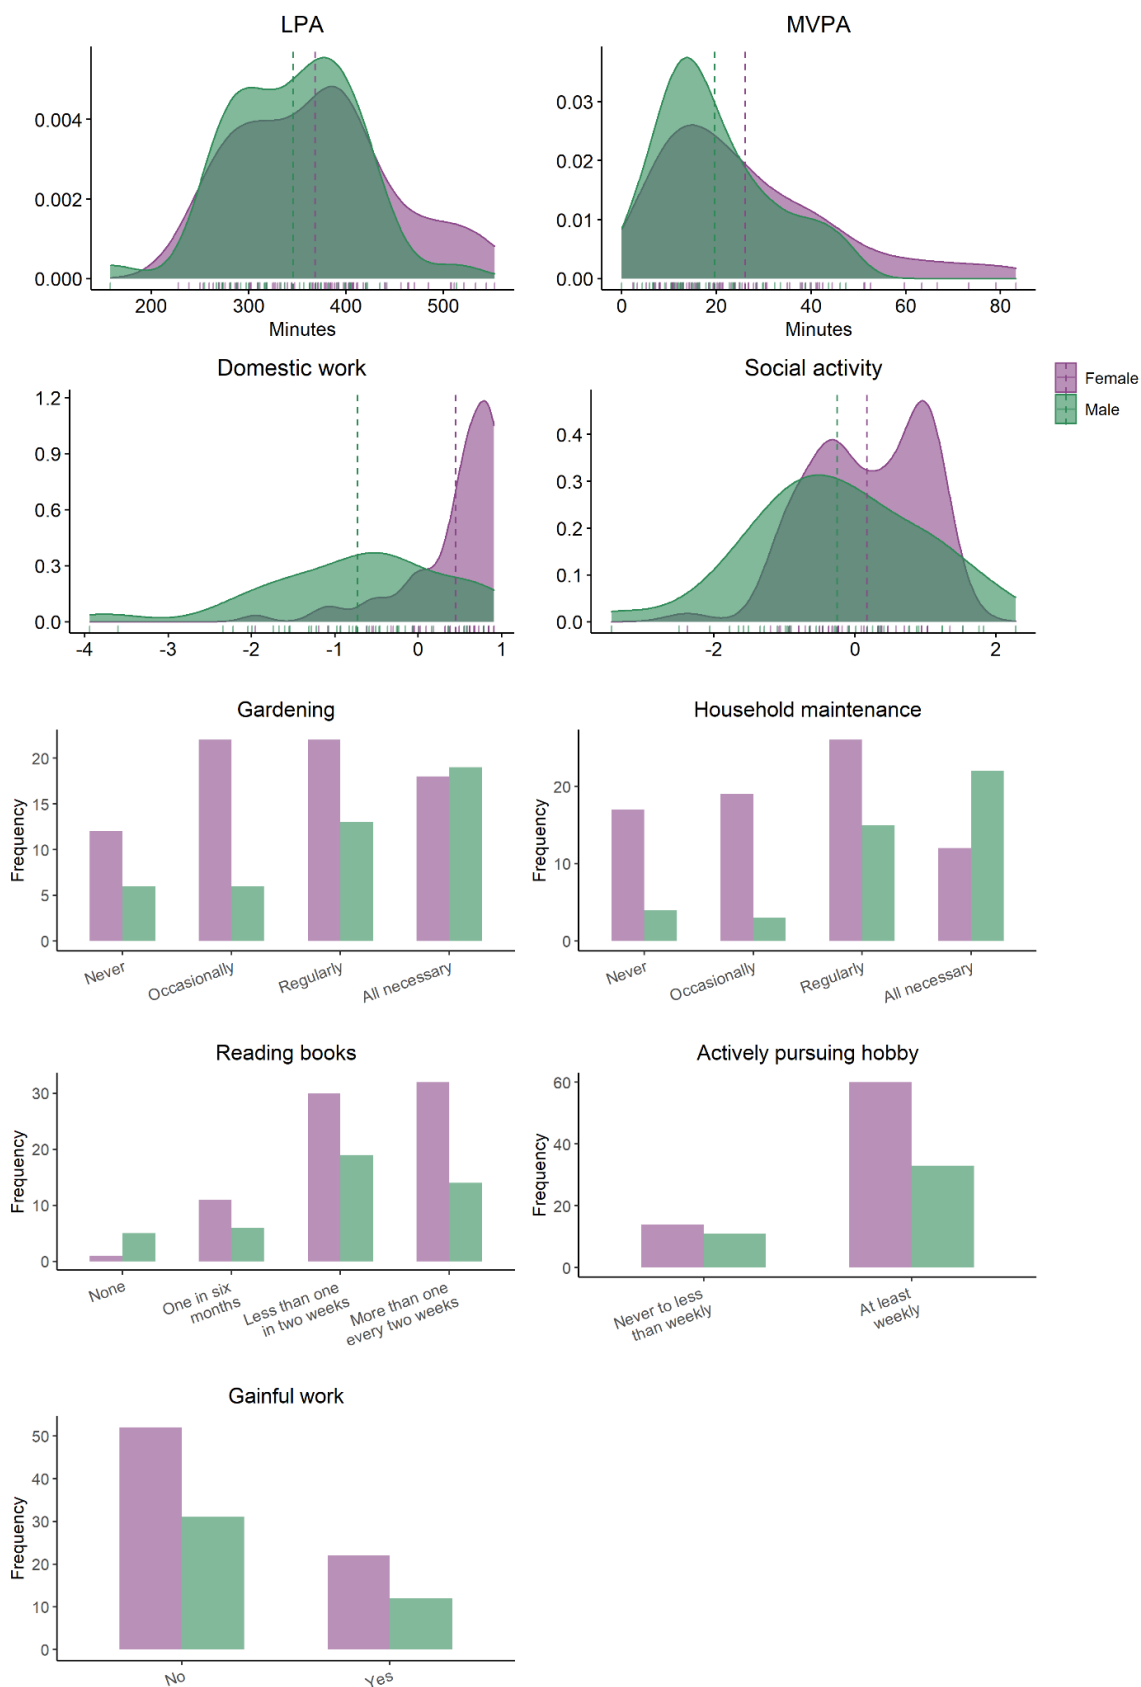 LPA
MVPA
0.004
0.002
0.000
200
300
400
500
Minutes
0.03
0.02
0.01
0.00
0
20
40
60
80
Minutes
Domestic work
Social activity
Female
Male
1.2
0.9
0.6
0.3
0.0
-4
-3
-2
-1
0
1
0.4
0.3
0.2
0.1
0.0
-2
0
2
Gardening
Household maintenance
Frequency
20
15
10
5
0
Never
Occasionally
Regularly
All necessary
Frequency
20
10
0
Never
Occasionally
Regularly
All necessary
Reading books
Actively pursuing hobby
Frequency
30
20
10
0
None
One in six
months
Less than one
in two weeks
More than one
every two weeks
Frequency
60
40
20
0
Never to less
than weekly
At least
weekly
Gainful work
Frequency
50
40
30
20
10
0
No
Yes